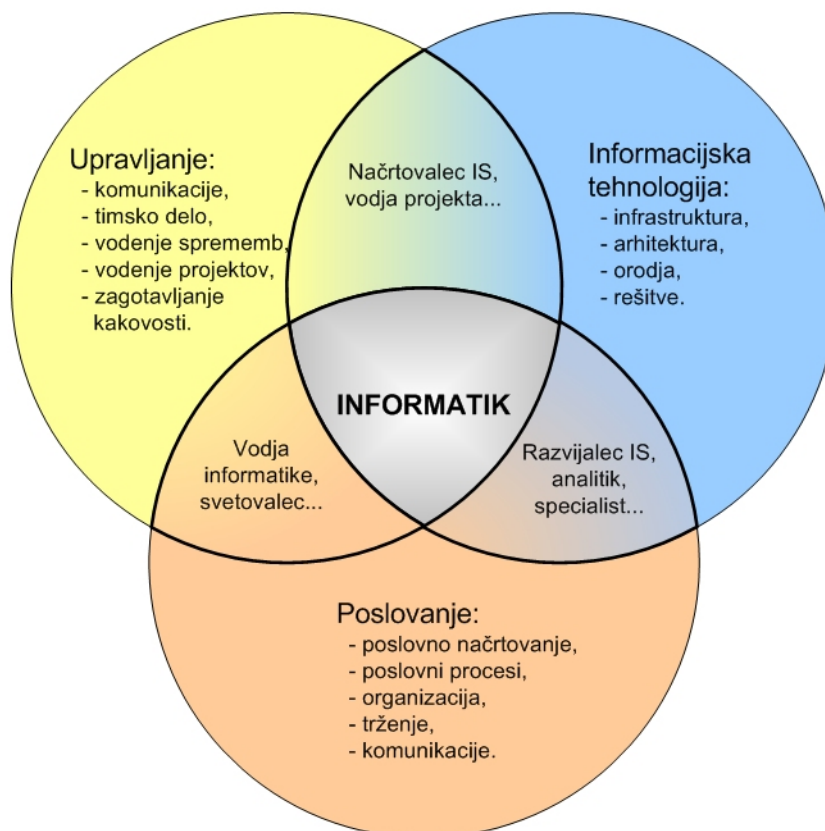 Upravljanje:
- komunikacije,
- timsko delo,
- vodenje sprememb,
- vodenje projektov,
- zagotavljanje
kakovosti.
Načrtovalec IS,
vodja projekta...
Informacijska
tehnologija:
- infrastruktura,
- arhitektura,
- orodja,
- rešitve.
INFORMATIK
Vodja
informatike,
svetovalec...
Razvijalec IS,
analitik,
specialist...
Poslovanje:
- poslovno načrtovanje,
- poslovni procesi,
- organizacija,
- trženje,
- komunikacije.